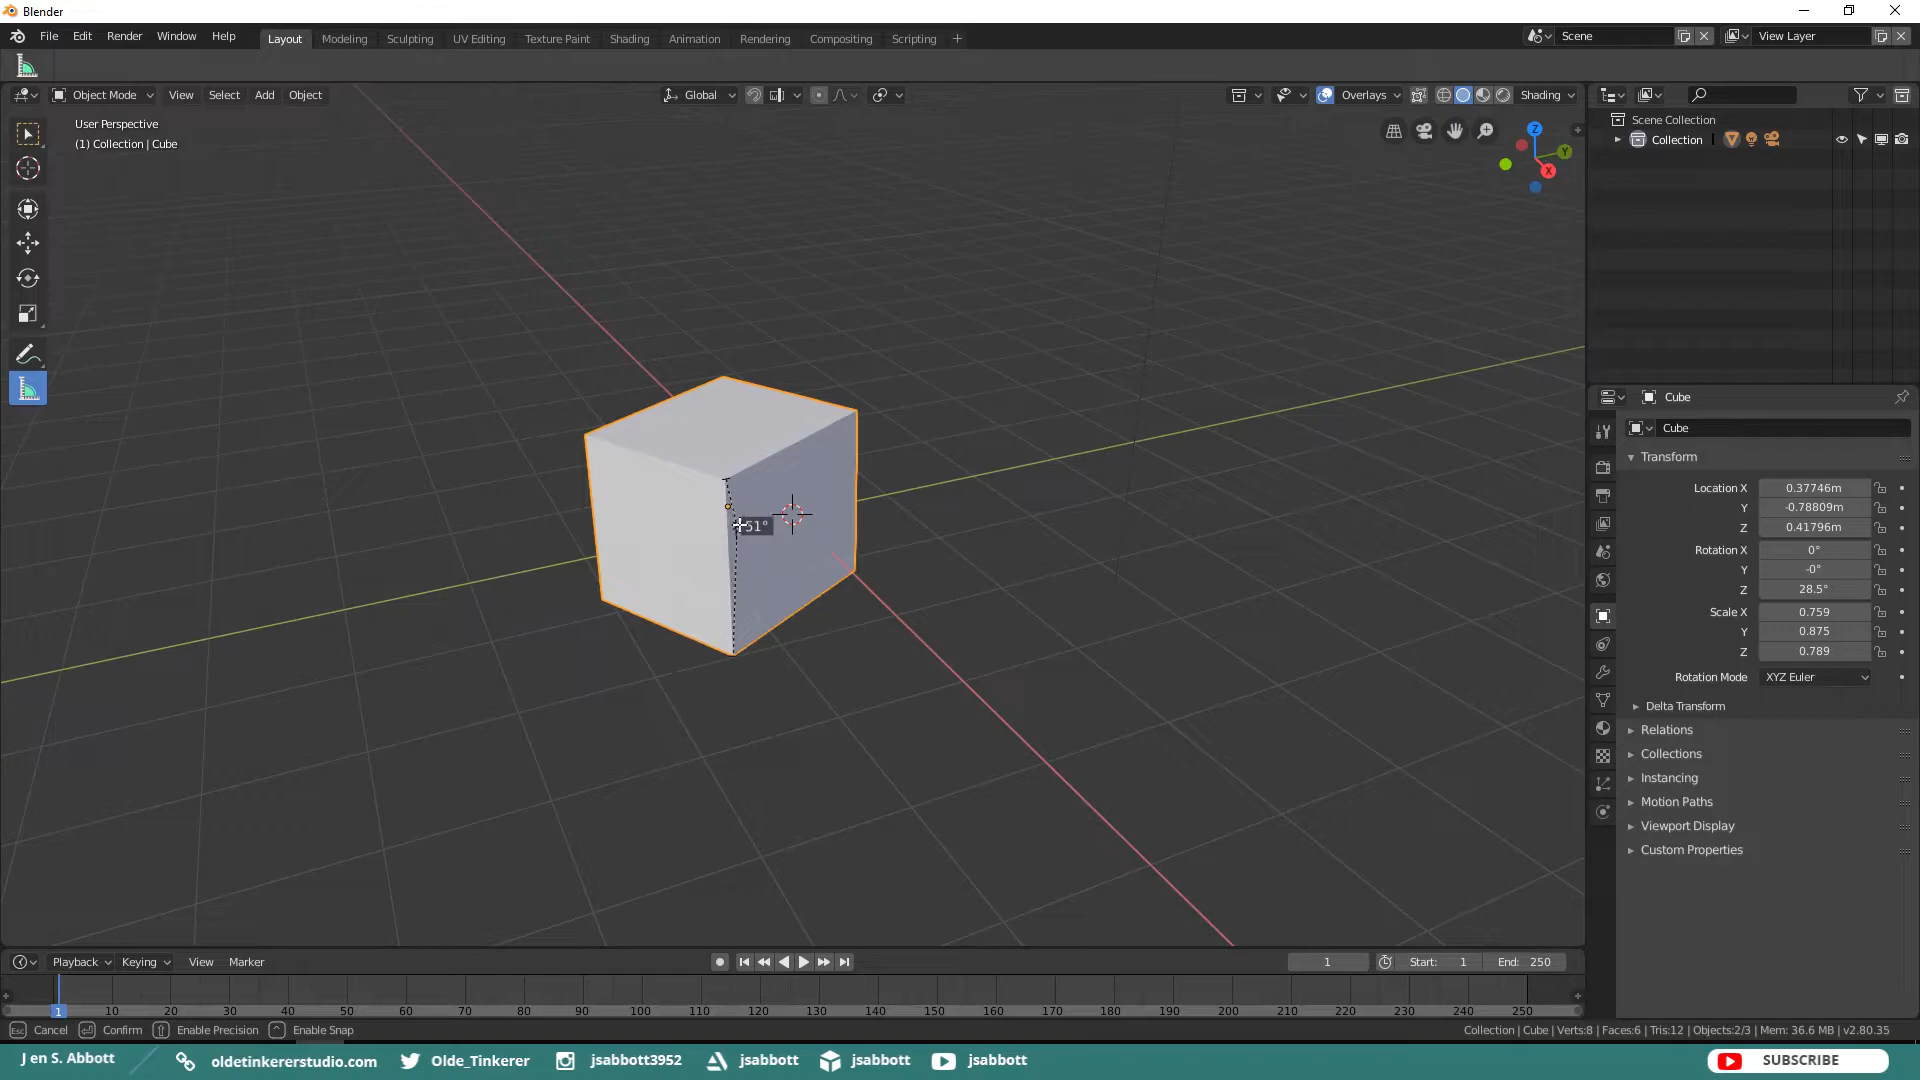 Blender
File Edit Render Window Help Layout Modeling Sculpting UV Editing Texture Paint Shading Animation Rendering Compositing Scripting + Scene View Layer
Object Mode View Select Add Object Global Overlays Shading
User Perspective
(1) Collection | Cube
Z
Y
X
51°
Scene Collection
Collection
Cube
Cube
Transform
Location X 0.37746m
Y -0.78809m
Z 0.41796m
Rotation X 0°
Y -0°
Z 28.5°
Scale X 0.759
Y 0.875
Z 0.789
Rotation Mode XYZ Euler
Delta Transform
Relations
Collections
Instancing
Motion Paths
Viewport Display
Custom Properties
Playback Keying View Marker 1 Start: 1 End: 250
1 10 20 30 40 50 60 70 80 90 100 110 120 130 140 150 160 170 180 190 200 210 220 230 240 250
Esc Cancel Confirm Enable Precision Enable Snap Collection | Cube | Verts:8 | Faces:6 | Tris:12 | Objects:2/3 | Mem: 36.6 MB | v2.80.35
J en S. Abbott oldetinkererstudio.com Olde_Tinkerer jsabbott3952 jsabbott jsabbott jsabbott SUBSCRIBE